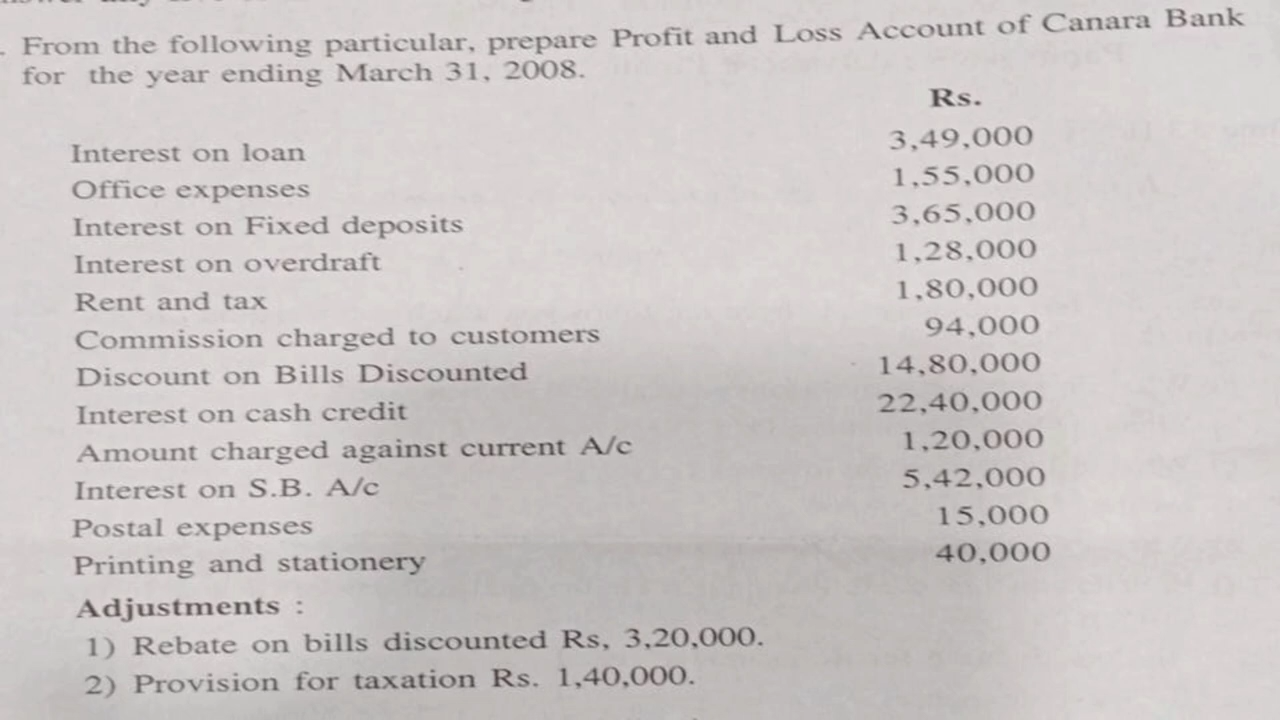 From the following particular, prepare Profit and Loss Account of Canara Bank
for the year ending March 31, 2008.
Rs.
Interest on loan 3,49,000
Office expenses 1,55,000
Interest on Fixed deposits 3,65,000
Interest on overdraft 1,28,000
Rent and tax 1,80,000
Commission charged to customers 94,000
Discount on Bills Discounted 14,80,000
Interest on cash credit 22,40,000
Amount charged against current A/c 1,20,000
Interest on S.B. A/c 5,42,000
Postal expenses 15,000
Printing and stationery 40,000
Adjustments :
1) Rebate on bills discounted Rs, 3,20,000.
2) Provision for taxation Rs. 1,40,000.